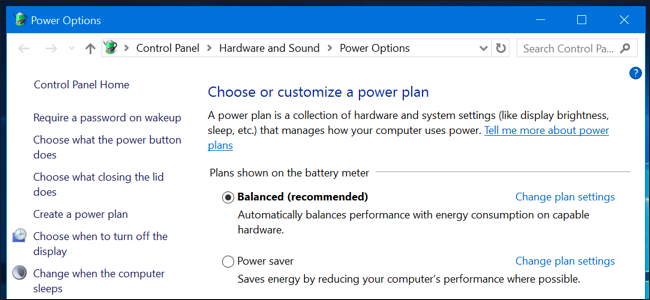 Power Options
Control Panel > Hardware and Sound > Power Options
Search Control Pa...
?
Control Panel Home
Require a password on wakeup
Choose what the power button
does
Choose what closing the lid
does
Create a power plan
Choose when to turn off the
display
Change when the computer
sleeps
Choose or customize a power plan
A power plan is a collection of hardware and system settings (like display brightness,
sleep, etc.) that manages how your computer uses power. Tell me more about power
plans
Plans shown on the battery meter
Balanced (recommended) Change plan settings
Automatically balances performance with energy consumption on capable
hardware.
Power saver Change plan settings
Saves energy by reducing your computer's performance where possible.